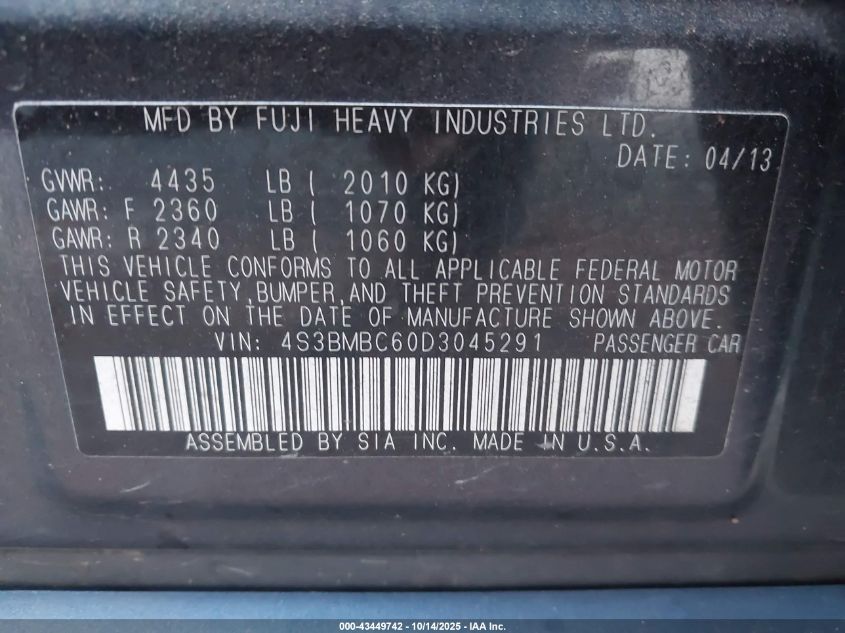 MFD BY FUJI HEAVY INDUSTRIES LTD.
DATE: 04/13
GVWR: 4435 LB ( 2010 KG)
GAWR: F 2360 LB ( 1070 KG)
GAWR: R 2340 LB ( 1060 KG)
THIS VEHICLE CONFORMS TO ALL APPLICABLE FEDERAL MOTOR
VEHICLE SAFETY,BUMPER,AND THEFT PREVENTION STANDARDS
IN EFFECT ON THE DATE OF MANUFACTURE SHOWN ABOVE.
VIN: 4S3BMBC60D3045291 PASSENGER CAR
ASSEMBLED BY SIA INC. MADE IN U.S.A.
000-43449742 - 10/14/2025 - IAA Inc.